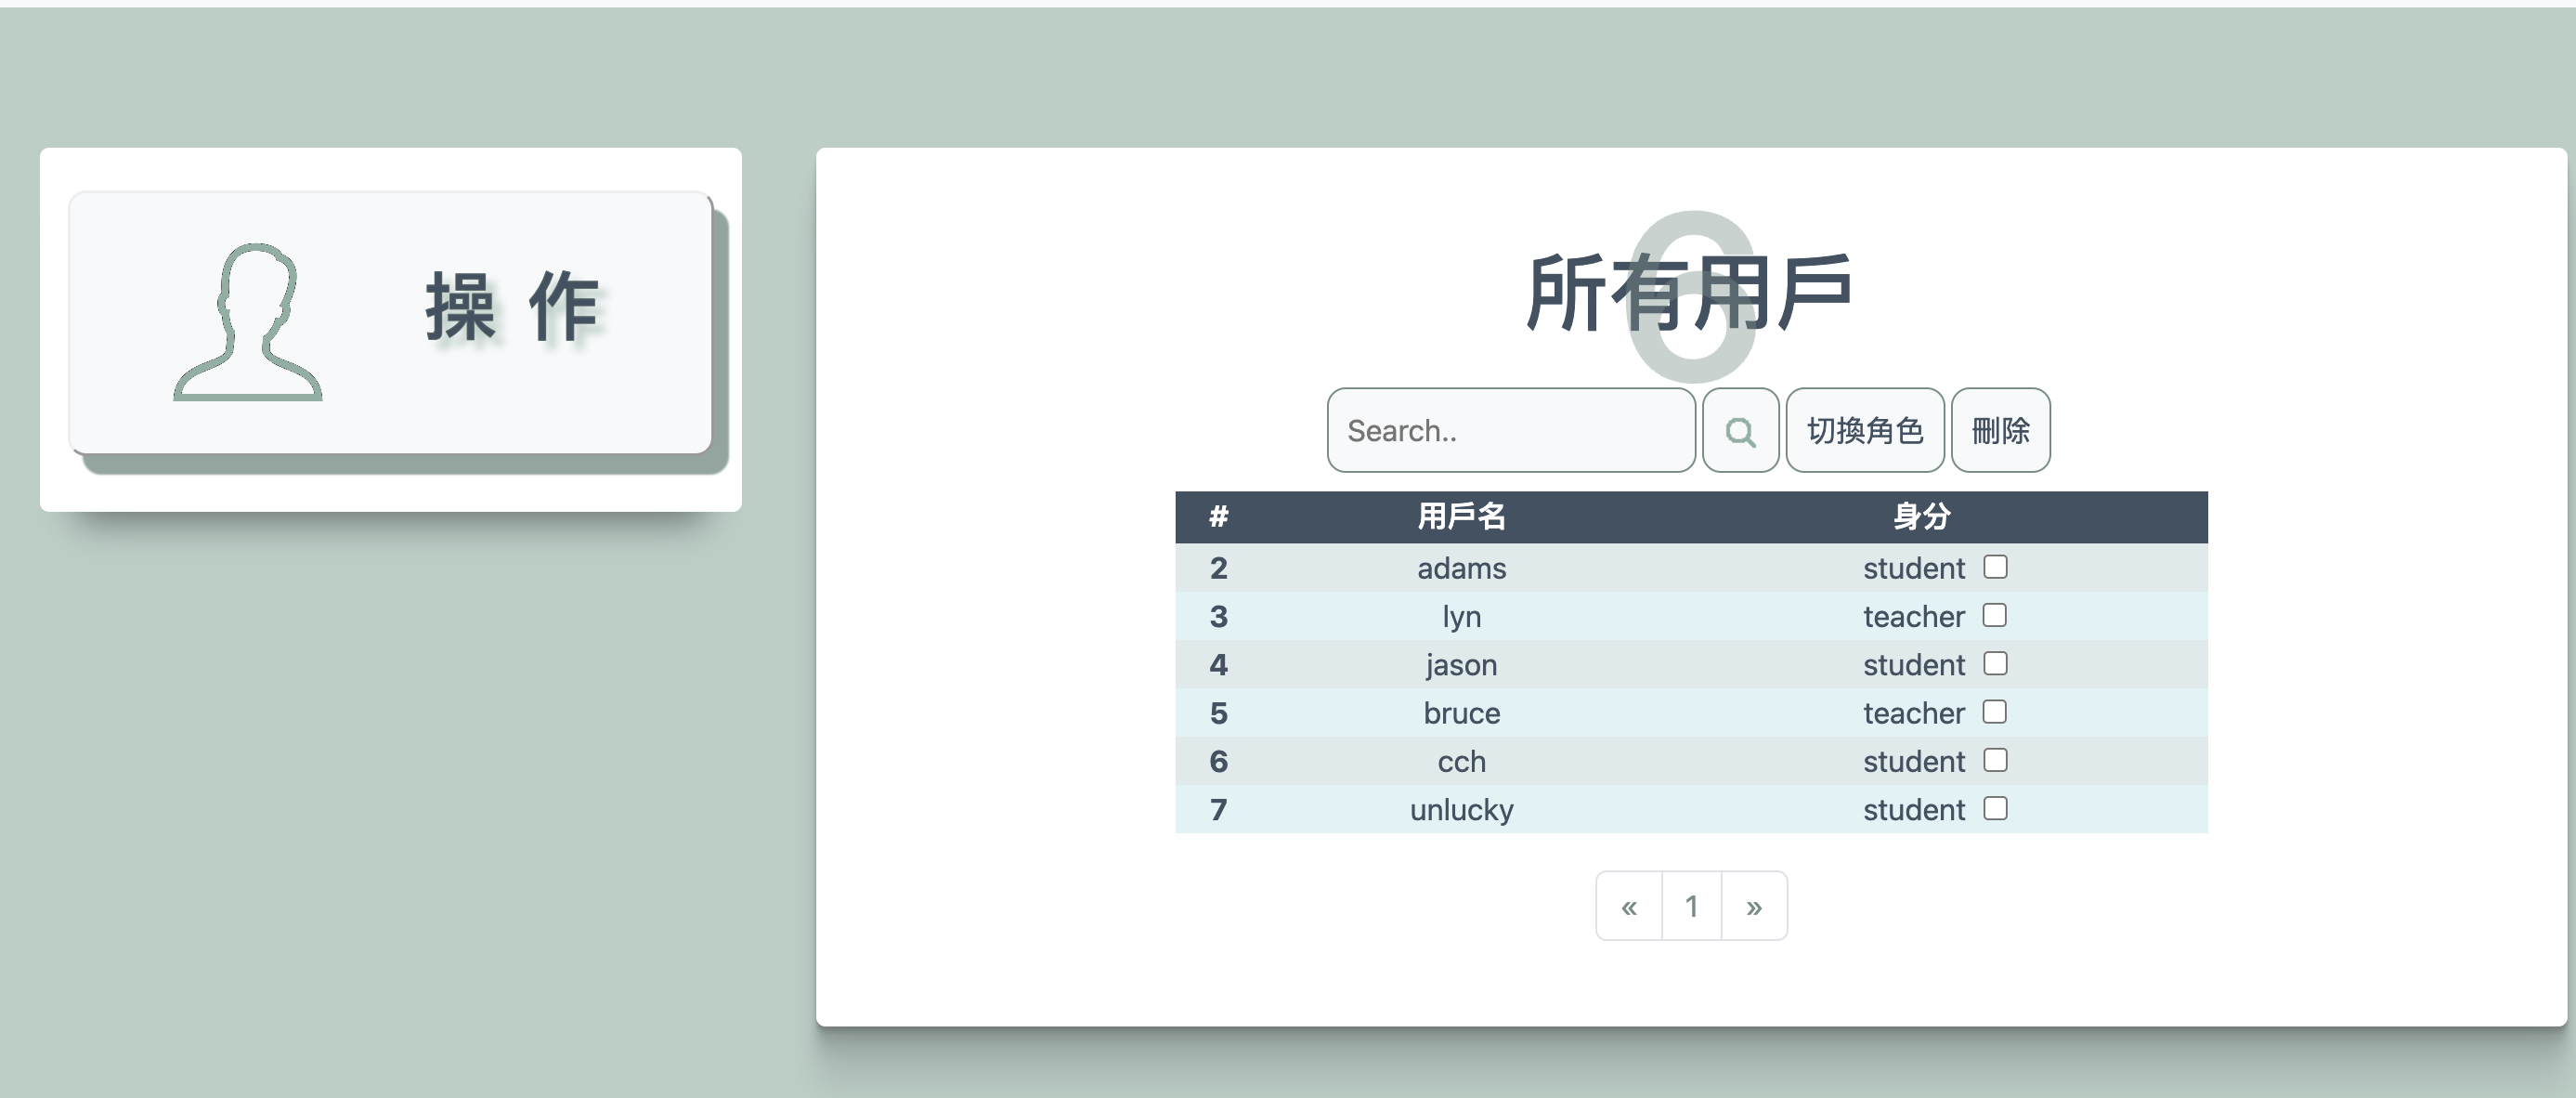 操 作
所有用戶
6
Search..
切換角色
刪除
# 用戶名 身分
2 adams student
3 lyn teacher
4 jason student
5 bruce teacher
6 cch student
7 unlucky student
« 1 »